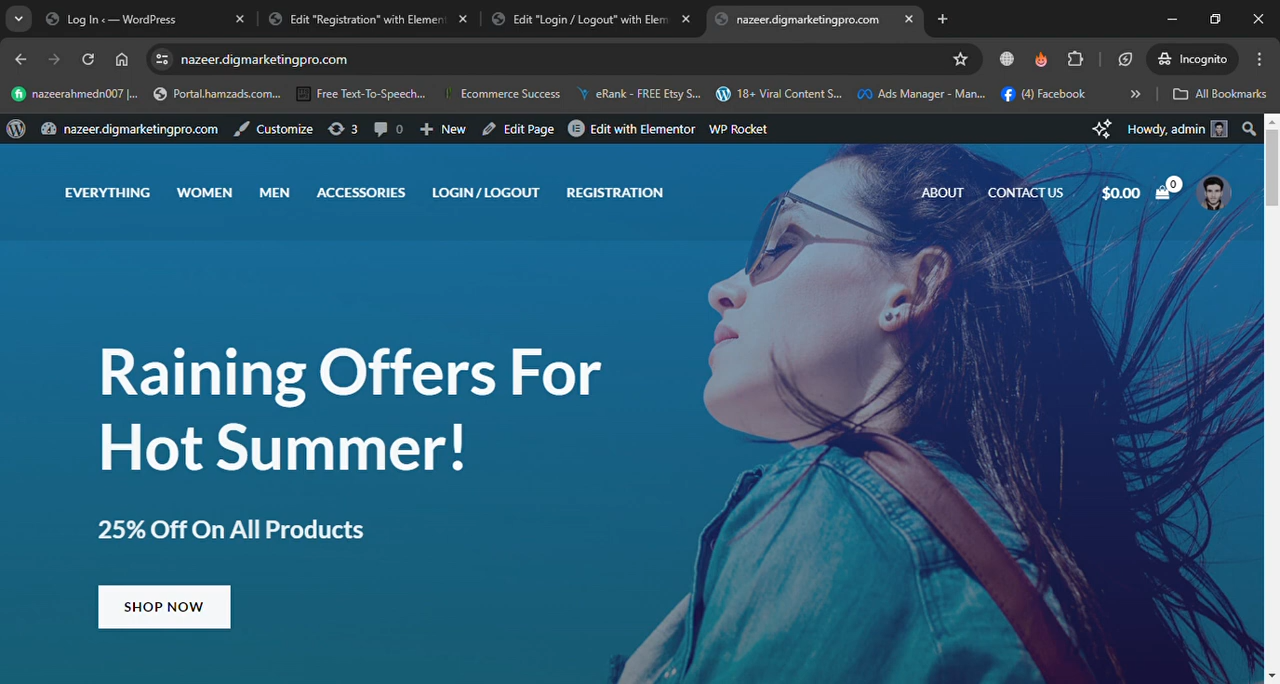 Log In ‹ — WordPress
Edit "Registration" with Elemen
Edit "Login / Logout" with Elem
nazeer.digmarketingpro.com
nazeer.digmarketingpro.com
Incognito
nazeerahmedn007 |...
Portal.hamzads.com...
Free Text-To-Speech...
Ecommerce Success
eRank - FREE Etsy S...
18+ Viral Content S...
Ads Manager - Man...
(4) Facebook
All Bookmarks
nazeer.digmarketingpro.com
Customize
3
0
New
Edit Page
Edit with Elementor
WP Rocket
Howdy, admin
EVERYTHING
WOMEN
MEN
ACCESSORIES
LOGIN / LOGOUT
REGISTRATION
ABOUT
CONTACT US
$0.00
0
Raining Offers For
Hot Summer!
25% Off On All Products
SHOP NOW